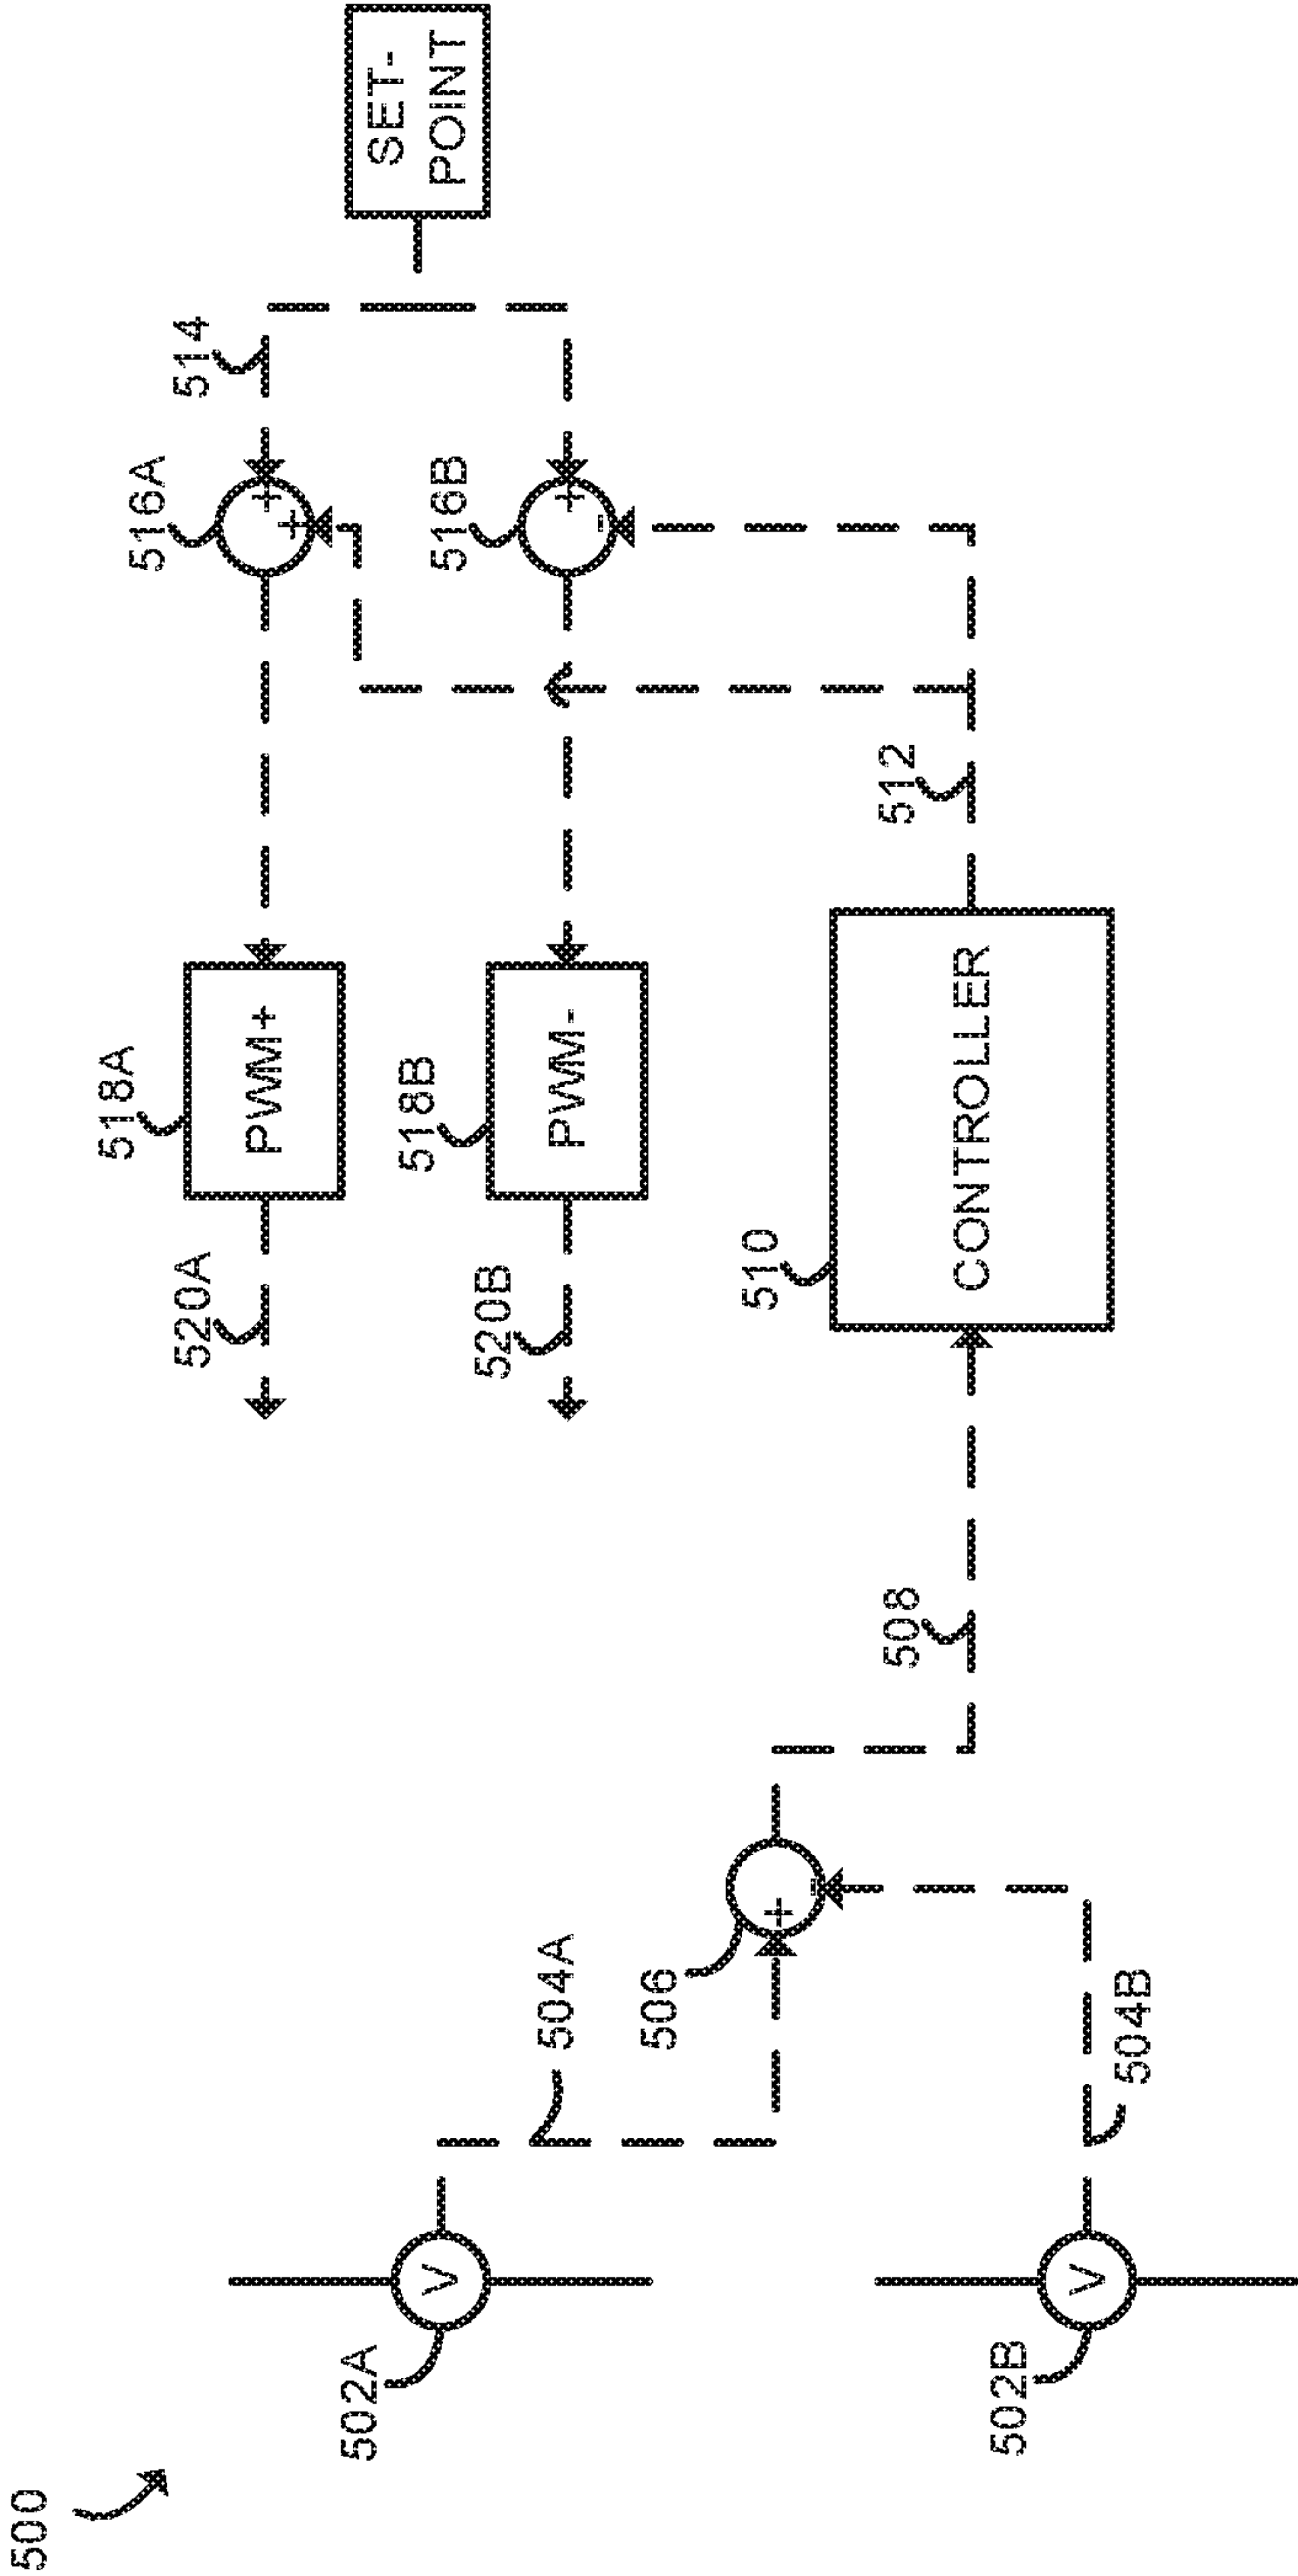 500
502A
V
504A
502B
V
504B
506
+
-
508
510
CONTROLLER
512
520A
518A
PWM+
516A
+
+
514
520B
518B
PWM-
516B
+
-
SET-
POINT